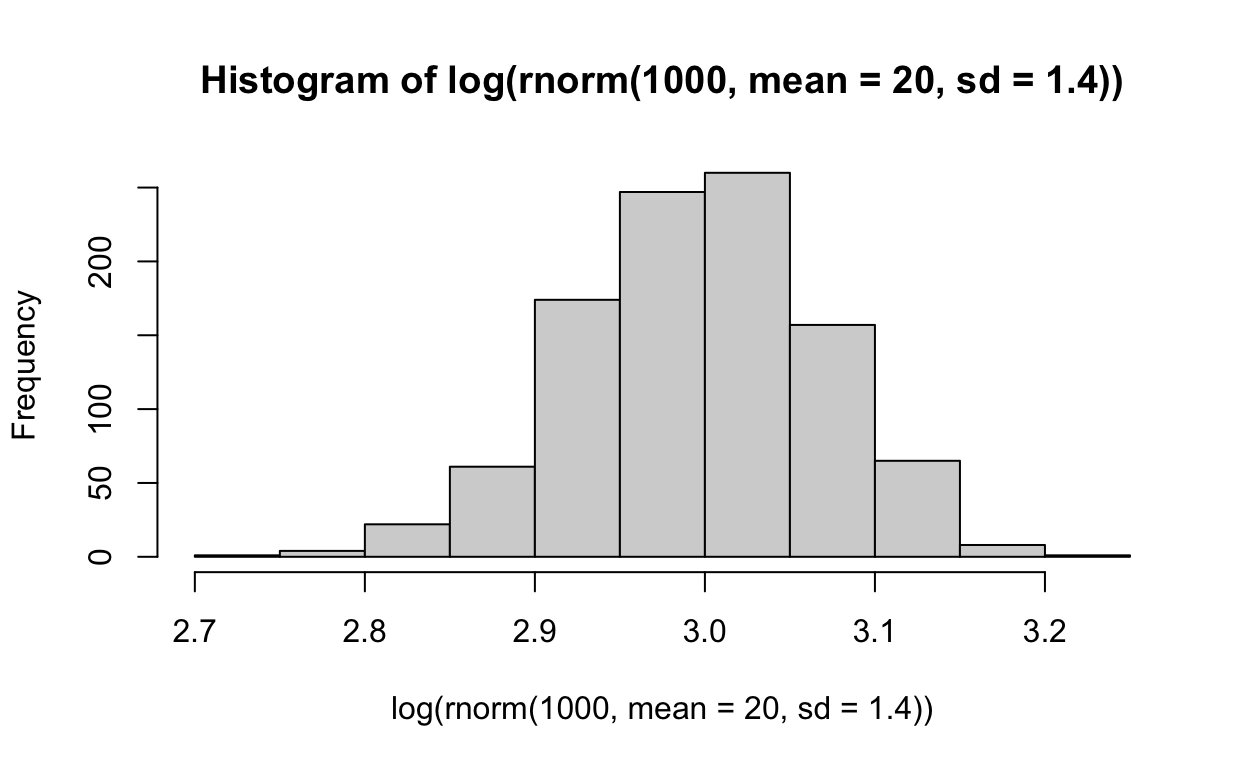 Histogram of log(rnorm(1000, mean = 20, sd = 1.4))
Frequency
200
100
50
0
2.7 2.8 2.9 3.0 3.1 3.2
log(rnorm(1000, mean = 20, sd = 1.4))